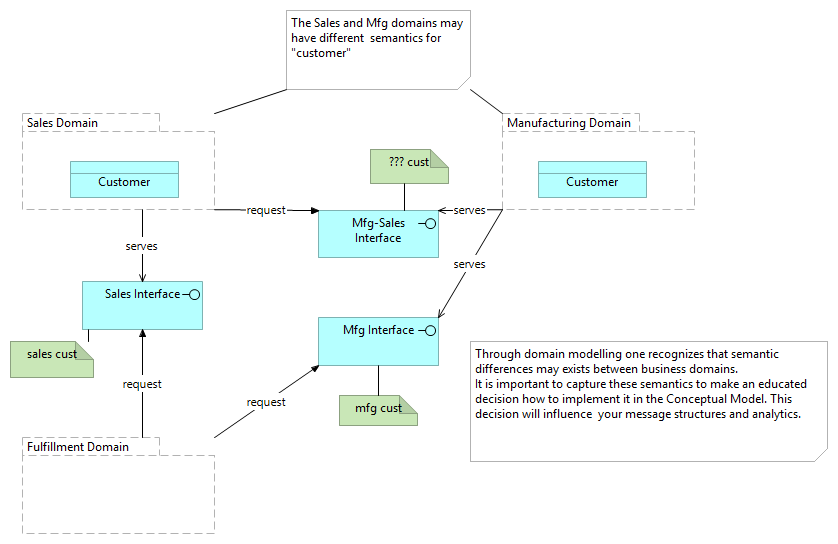 The Sales and Mfg domains may
have different semantics for
"customer"
Sales Domain
Manufacturing Domain
Customer
??? cust
Customer
request
Mfg-Sales
Interface
serves
serves
serves
Sales Interface
Mfg Interface
sales cust
request
request
mfg cust
Through domain modelling one recognizes that semantic
differences may exists between business domains.
It is important to capture these semantics to make an educated
decision how to implement it in the Conceptual Model. This
decision will influence your message structures and analytics.
Fulfillment Domain